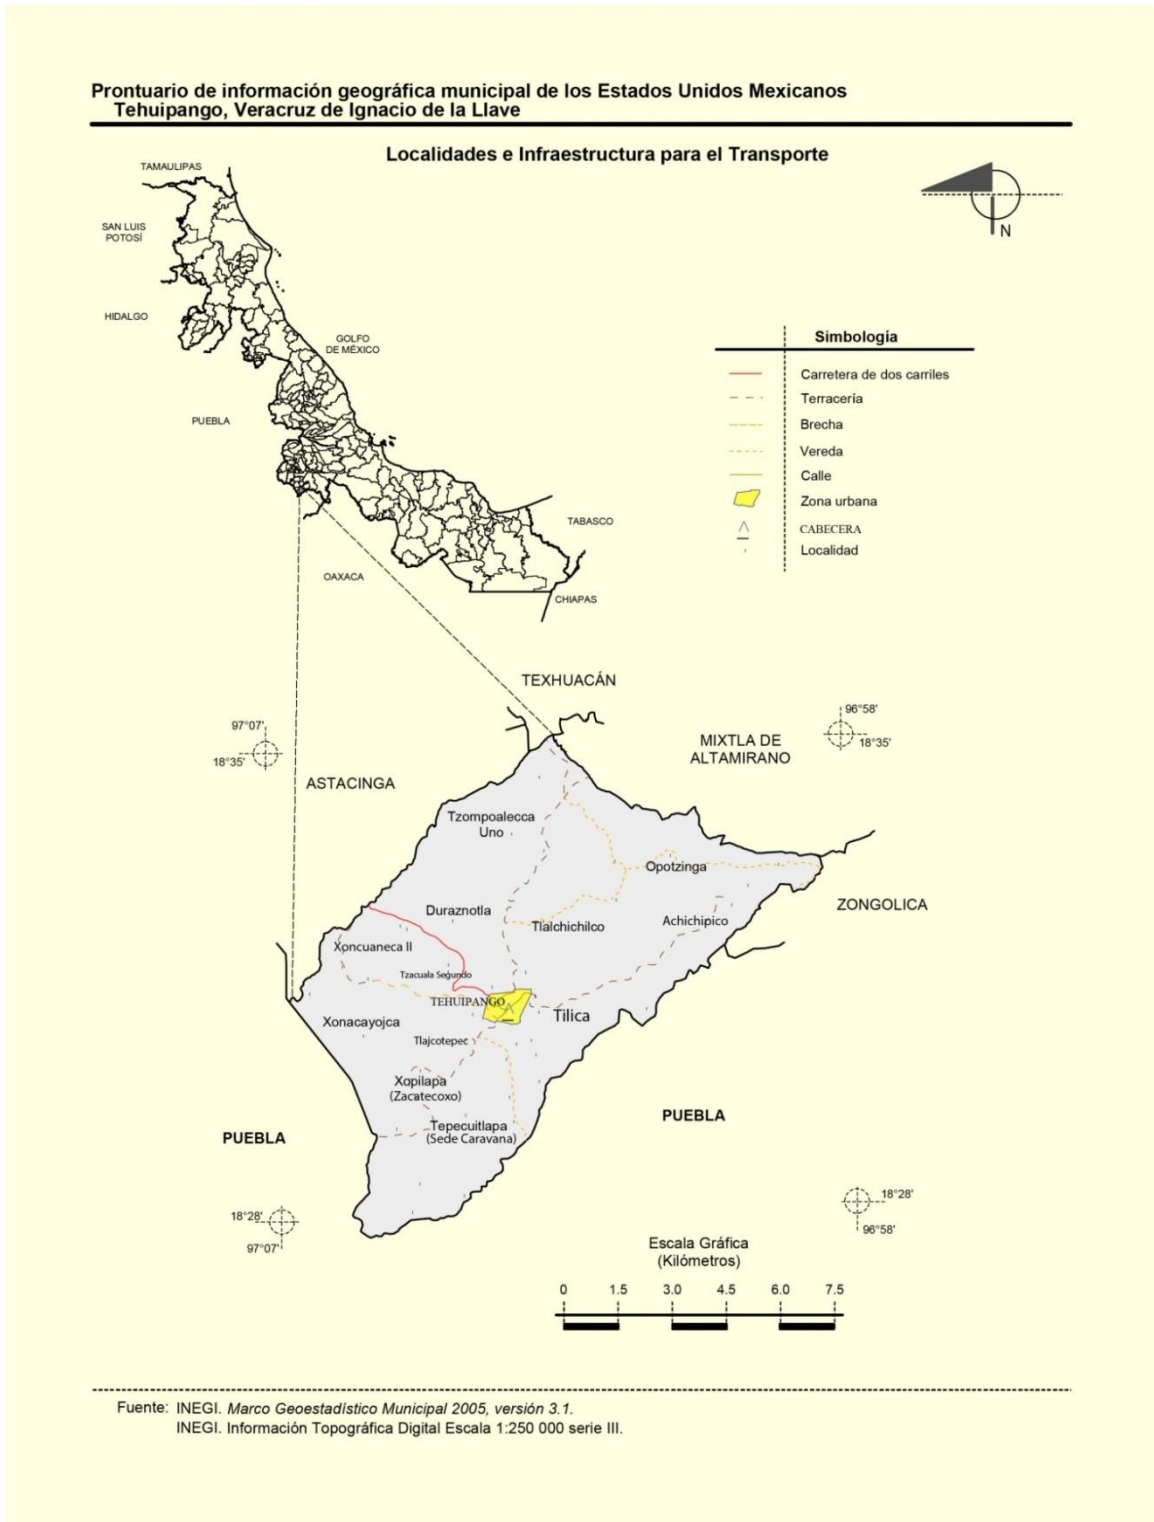 Prontuario de información geográfica municipal de los Estados Unidos Mexicanos
Tehuipango, Veracruz de Ignacio de la Llave
Localidades e Infraestructura para el Transporte
N
TAMAULIPAS
SAN LUIS
POTOSÍ
HIDALGO
GOLFO
DE MÉXICO
PUEBLA
TABASCO
OAXACA
CHIAPAS
Simbología
Carretera de dos carriles
Terracería
Brecha
Vereda
Calle
Zona urbana
CABECERA
Localidad
TEXHUACÁN
97°07'
18°35'
96°58'
18°35'
MIXTLA DE
ALTAMIRANO
ASTACINGA
Tzompoalecca
Uno
Opotzinga
ZONGOLICA
Duraznotla
Achichipico
Tlalchichilco
Xoncuaneca II
Tzacuala Segundo
TEHUIPANGO
Tilica
Xonacayojca
Tlajcotepec
Xopilapa
(Zacatecoxo)
Tepecuitlapa
(Sede Caravana)
PUEBLA
PUEBLA
18°28'
97°07'
18°28'
96°58'
Escala Gráfica
(Kilómetros)
0 1.5 3.0 4.5 6.0 7.5
Fuente: INEGI. Marco Geoestadístico Municipal 2005, versión 3.1.
INEGI. Información Topográfica Digital Escala 1:250 000 serie III.